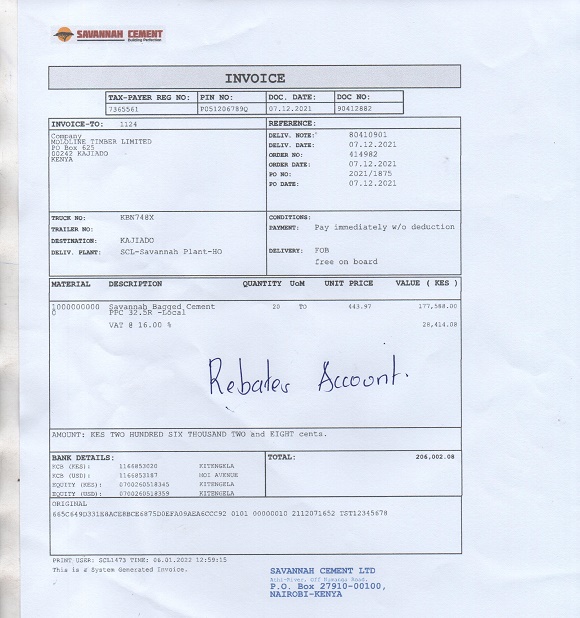 SAVANNAH CEMENT
Building Perfection
INVOICE
TAX-PAYER REG NO: PIN NO: DOC. DATE: DOC NO:
7365561 P051206789Q 07.12.2021 90412882
INVOICE-TO: 1124
Company
MOLOLINE TIMBER LIMITED
PO Box 625
00242 KAJIADO
KENYA
REFERENCE:
DELIV. NOTE: 80410901
DELIV. DATE: 07.12.2021
ORDER NO: 414982
ORDER DATE: 07.12.2021
PO NO: 2021/1875
PO DATE: 07.12.2021
TRUCK NO: KBN748X
TRAILER NO:
DESTINATION: KAJIADO
DELIV. PLANT: SCL-Savannah Plant-HO
CONDITIONS:
PAYMENT: Pay immediately w/o deduction
DELIVERY: FOB
free on board
MATERIAL DESCRIPTION QUANTITY UoM UNIT PRICE VALUE ( KES )
1000000000 Savannah Bagged Cement 20 TO 443.97 177,588.00
0 PPC 32.5R -Local
VAT @ 16.00 % 28,414.08
Rebates Account.
AMOUNT: KES TWO HUNDRED SIX THOUSAND TWO and EIGHT cents.
BANK DETAILS: TOTAL: 206,002.08
KCB (KES): 1166853020 KITENGELA
KCB (USD): 1166853187 MOI AVENUE
EQUITY (KES): 0700260518345 KITENGELA
EQUITY (USD): 0700260518359 KITENGELA
ORIGINAL
0101 00000010 2112071652 TST12345678
PRINT USER: SCL1473 TIME: 06.01.2022 12:59:15
This is a System Generated Invoice.
SAVANNAH CEMENT LTD
Athi-River, Off Namanga Road.
P.O. Box 27910-00100,
NAIROBI-KENYA